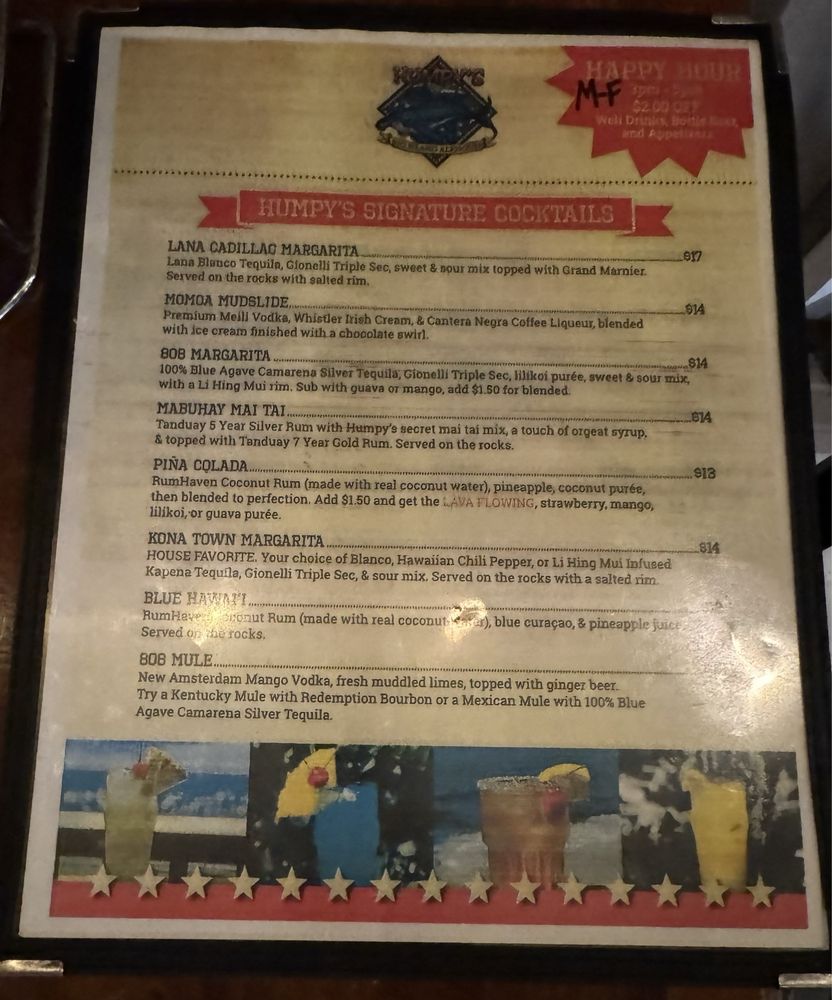 HUMPY'S
HAPPY HOUR
M-F
3pm - 5pm
$2.00 OFF
Well Drinks, Bottle Beer,
and Appetizers
HUMPY'S SIGNATURE COCKTAILS
LANA CADILLAC MARGARITA $17
Lana Blanco Tequila, Gionelli Triple Sec, sweet & sour mix topped with Grand Marnier.
Served on the rocks with salted rim.
MOMOA MUDSLIDE $14
Premium Meili Vodka, Whistler Irish Cream, & Cantera Negra Coffee Liqueur, blended
with ice cream finished with a chocolate swirl.
808 MARGARITA $14
100% Blue Agave Camarena Silver Tequila, Gionelli Triple Sec, lilikoi purée, sweet & sour mix,
with a Li Hing Mui rim. Sub with guava or mango, add $1.50 for blended.
MABUHAY MAI TAI $14
Tanduay 5 Year Silver Rum with Humpy's secret mai tai mix, a touch of orgeat syrup,
& topped with Tanduay 7 Year Gold Rum. Served on the rocks.
PIÑA COLADA $13
RumHaven Coconut Rum (made with real coconut water), pineapple, coconut purée,
then blended to perfection. Add $1.50 and get the LAVA FLOWING, strawberry, mango,
lilikoi, or guava purée.
KONA TOWN MARGARITA $14
HOUSE FAVORITE. Your choice of Blanco, Hawaiian Chili Pepper, or Li Hing Mui Infused
Kapena Tequila, Gionelli Triple Sec, & sour mix. Served on the rocks with a salted rim.
BLUE HAWAI'I
RumHaven Coconut Rum (made with real coconut water), blue curaçao, & pineapple juice
Served on the rocks.
808 MULE
New Amsterdam Mango Vodka, fresh muddled limes, topped with ginger beer.
Try a Kentucky Mule with Redemption Bourbon or a Mexican Mule with 100% Blue
Agave Camarena Silver Tequila.